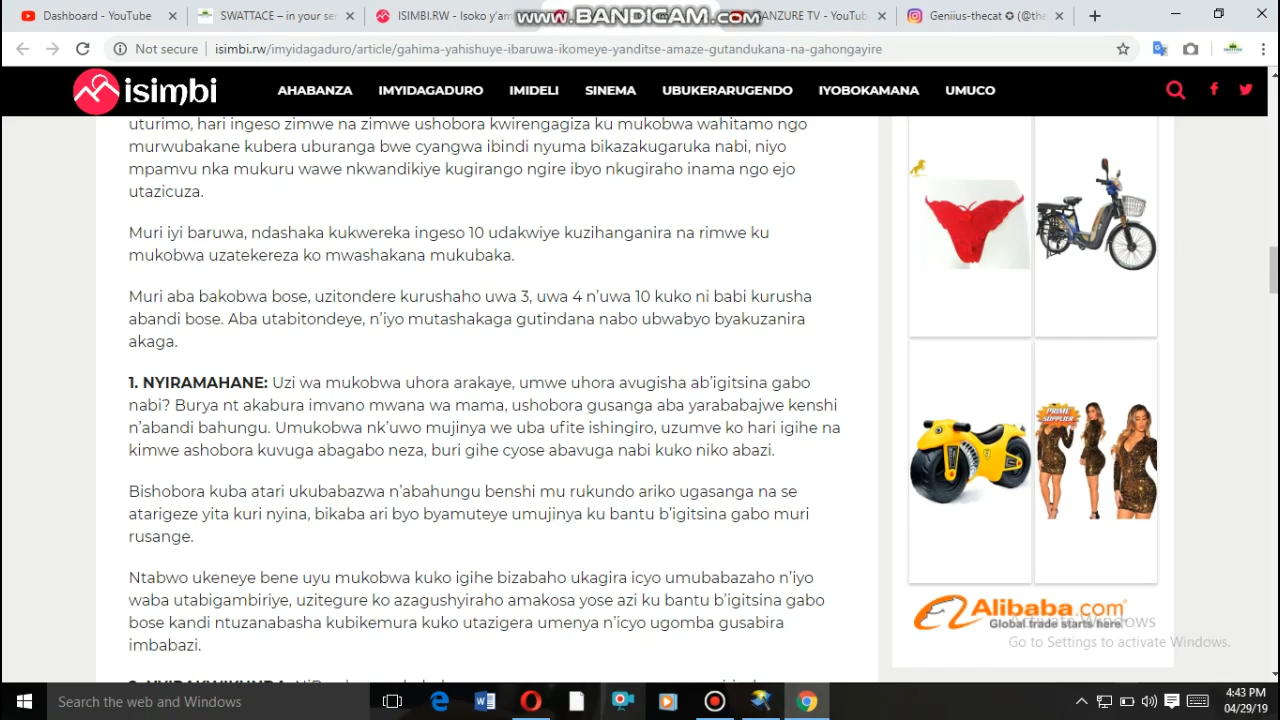 Dashboard - YouTube
SWATTACE – in your ser
ISIMBI.RW - Isoko y'am
www.BANDICAM.com
ANZURE TV - YouTub
Geniius-thecat ✪ (@the
Not secure
isimbi.rw/imyidagaduro/article/gahima-yahishuye-ibaruwa-ikomeye-yanditse-amaze-gutandukana-na-gahongayire
isimbi
AHABANZA IMYIDAGADURO IMIDELI SINEMA UBUKERARUGENDO IYOBOKAMANA UMUCO
uturimo, hari ingeso zimwe na zimwe ushobora kwirengagiza ku mukobwa wahitamo ngo
murwubakane kubera uburanga bwe cyangwa ibindi nyuma bikazakugaruka nabi, niyo
mpamvu nka mukuru wawe nkwandikiye kugirango ngire ibyo nkugiraho inama ngo ejo
utazicuza.
Muri iyi baruwa, ndashaka kukwereka ingeso 10 udakwiye kuzihanganira na rimwe ku
mukobwa uzatekereza ko mwashakana mukubaka.
Muri aba bakobwa bose, uzitondere kurushaho uwa 3, uwa 4 n'uwa 10 kuko ni babi kurusha
abandi bose. Aba utabitondeye, n'iyo mutashakaga gutindana nabo ubwabyo byakuzanira
akaga.
1. NYIRAMAHANE: Uzi wa mukobwa uhora arakaye, umwe uhora avugisha ab'igitsina gabo
nabi? Burya nt akabura imvano mwana wa mama, ushobora gusanga aba yarababajwe kenshi
n'abandi bahungu. Umukobwa nk'uwo mujinya we uba ufite ishingiro, uzumve ko hari igihe na
kimwe ashobora kuvuga abagabo neza, buri gihe cyose abavuga nabi kuko niko abazi.
Bishobora kuba atari ukubabazwa n'abahungu benshi mu rukundo ariko ugasanga na se
atarigeze yita kuri nyina, bikaba ari byo byamuteye umujinya ku bantu b'igitsina gabo muri
rusange.
Ntabwo ukeneye bene uyu mukobwa kuko igihe bizabaho ukagira icyo umubabazaho n'iyo
waba utabigambiriye, uzitegure ko azagushyiraho amakosa yose azi ku bantu b'igitsina gabo
bose kandi ntuzanabasha kubikemura kuko utazigera umenya n'icyo ugomba gusabira
imbabazi.
PRIME
SUPPLIER
Alibaba.com
Global trade starts here.
Go to Settings to activate Windows.
Search the web and Windows
4:43 PM
04/29/19